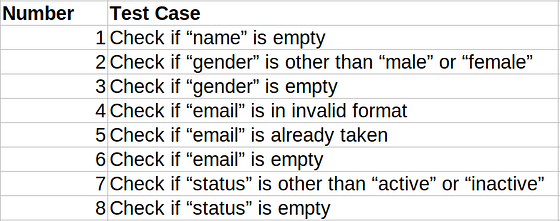 Number Test Case
1 Check if “name” is empty
2 Check if “gender” is other than “male” or “female”
3 Check if “gender” is empty
4 Check if “email” is in invalid format
5 Check if “email” is already taken
6 Check if “email” is empty
7 Check if “status” is other than “active” or “inactive”
8 Check if “status” is empty